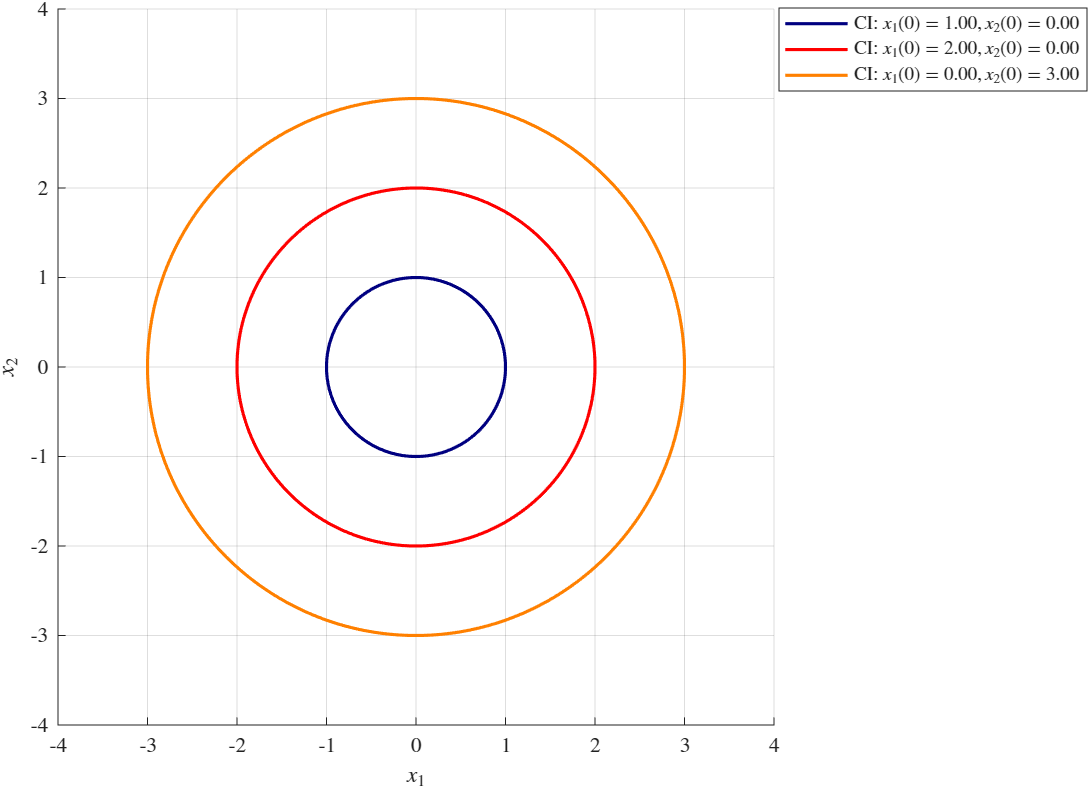 CI: x₁(0) = 1.00, x₂(0) = 0.00
CI: x₁(0) = 2.00, x₂(0) = 0.00
CI: x₁(0) = 0.00, x₂(0) = 3.00
4
3
2
1
0
-1
-2
-3
-4
x₂
-4 -3 -2 -1 0 1 2 3 4
x₁